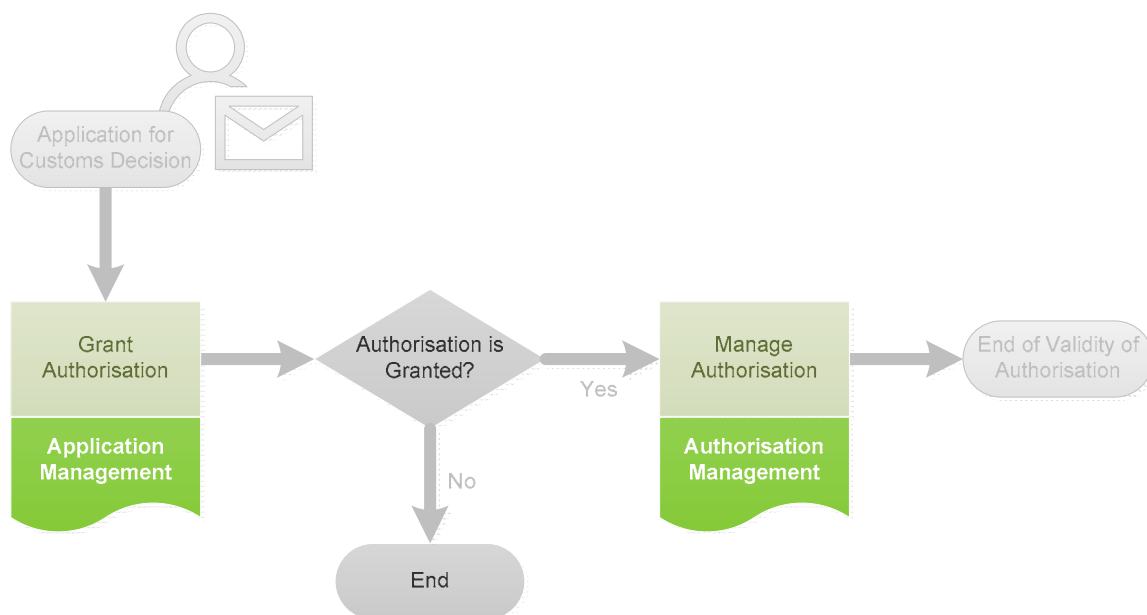 Application for
Customs Decision
Grant
Authorisation
Application
Management
Authorisation is
Granted?
Yes
No
End
Manage
Authorisation
Authorisation
Management
End of Validity of
Authorisation